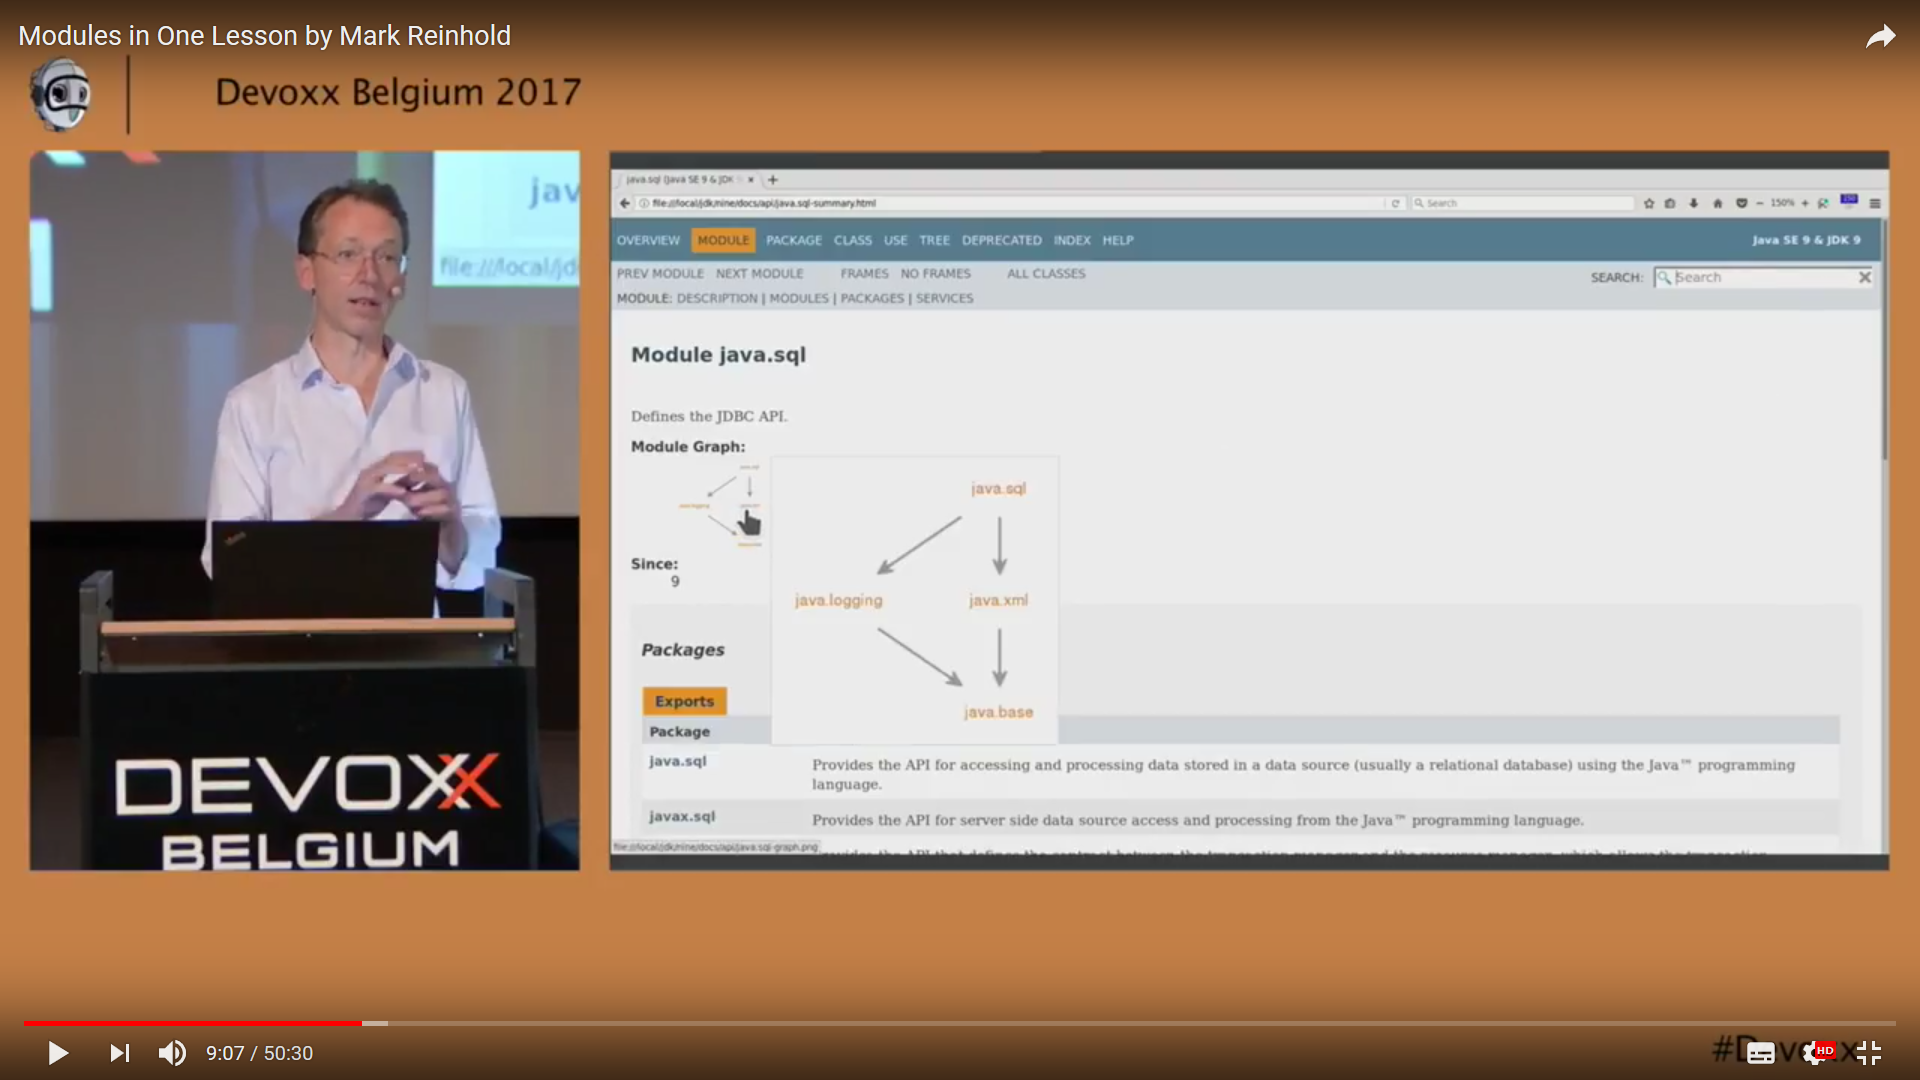 Modules in One Lesson by Mark Reinhold
Devoxx Belgium 2017
jav
file:///local/jd
DEVOXX
BELGIUM
java.sql (Java SE 9 & JDK
file:///local/jdk/nine/docs/api/java.sql-summary.html
Search
150%
OVERVIEW MODULE PACKAGE CLASS USE TREE DEPRECATED INDEX HELP
Java SE 9 & JDK 9
PREV MODULE NEXT MODULE FRAMES NO FRAMES ALL CLASSES
SEARCH: Search
MODULE: DESCRIPTION | MODULES | PACKAGES | SERVICES
Module java.sql
Defines the JDBC API.
Module Graph:
java.sql
java.logging java.xml
java.base
Since:
9
Packages
Exports
Package
java.sql Provides the API for accessing and processing data stored in a data source (usually a relational database) using the Java™ programming
language.
javax.sql Provides the API for server side data source access and processing from the Java™ programming language.
file:///local/jdk/nine/docs/api/java.sql-graph.png
9:07 / 50:30
HD